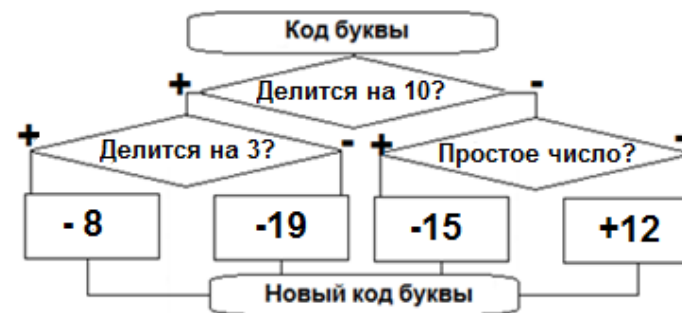 Код буквы
+ -
Делится на 10?
+ - + -
Делится на 3? Простое число?
- 8 -19 -15 +12
Новый код буквы